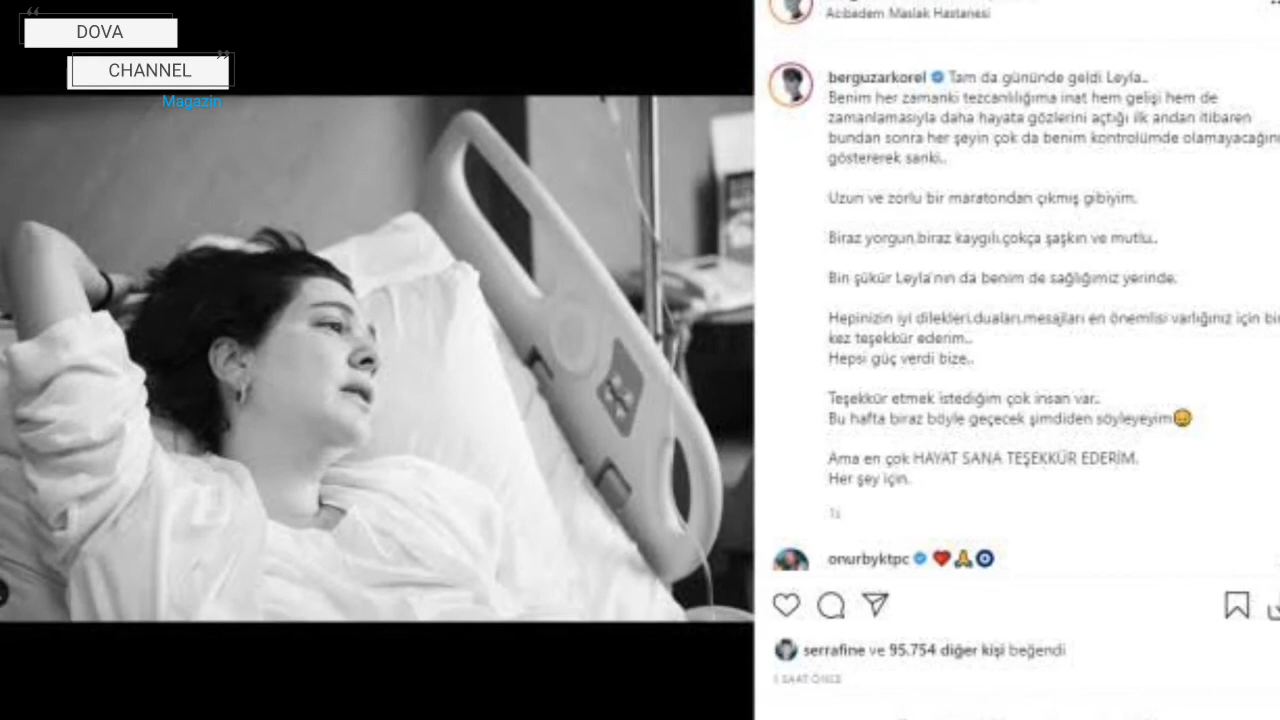 DOVA
CHANNEL
Magazin
Acıbadem Maslak Hastanesi
berguzarkorel Tam da gününde geldi Leyla..
Benim her zamanki tezcanlılığıma inat hem gelişi hem de
zamanlamasıyla daha hayata gözlerini açtığı ilk andan itibaren
bundan sonra her şeyin çok da benim kontrolümde olamayacağını
göstererek sanki..
Uzun ve zorlu bir maratondan çıkmış gibiyim.
Biraz yorgun,biraz kaygılı,çokça şaşkın ve mutlu..
Bin şükür Leyla'nın da benim de sağlığımız yerinde.
Hepinizin iyi dilekleri,duaları,mesajları en önemlisi varlığınız için bin
kez teşekkür ederim..
Hepsi güç verdi bize..
Teşekkür etmek istediğim çok insan var..
Bu hafta biraz böyle geçecek şimdiden söyleyeyim😊
Ama en çok HAYAT SANA TEŞEKKÜR EDERİM.
Her şey için.
1s
onurbyktpc ❤️🙏🧿
serrafine ve 95.754 diğer kişi beğendi
1 SAAT ÖNCE